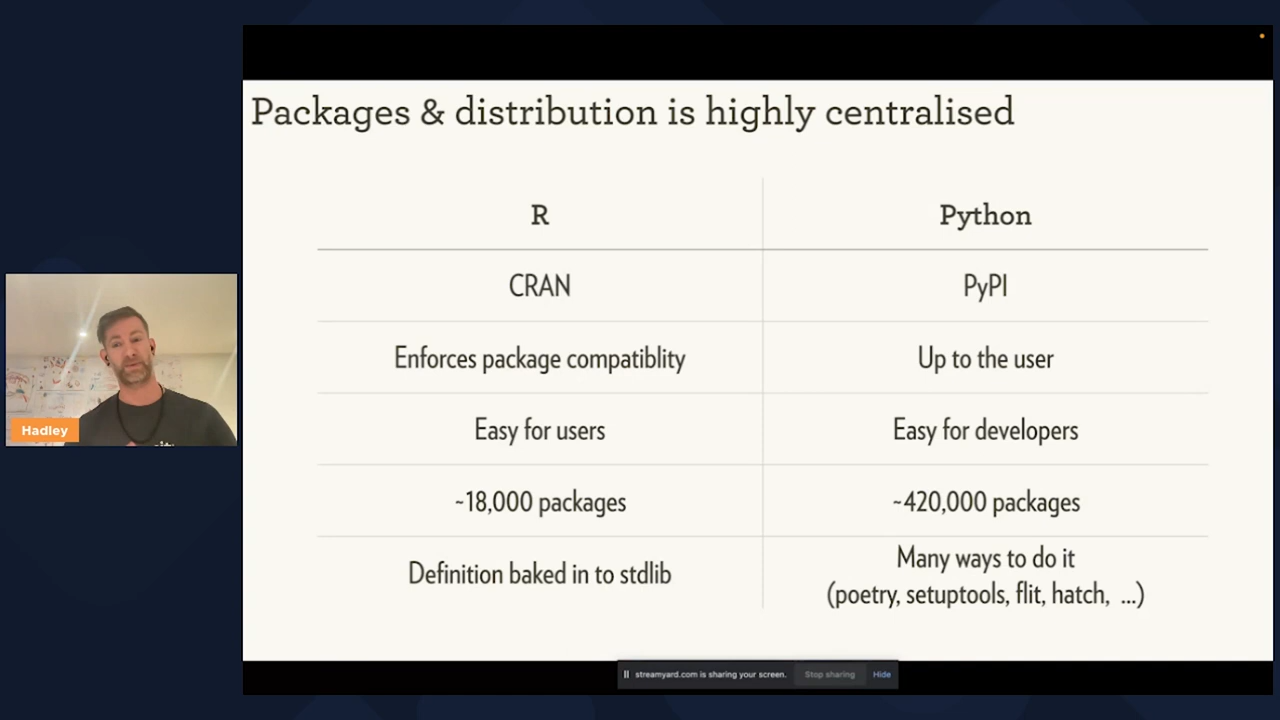 Packages & distribution is highly centralised
R
Python
CRAN
PyPI
Enforces package compatiblity
Up to the user
Easy for users
Easy for developers
~18,000 packages
~420,000 packages
Definition baked in to stdlib
Many ways to do it
(poetry, setuptools, flit, hatch, ...)
Hadley
streamyard.com is sharing your screen.
Stop sharing
Hide